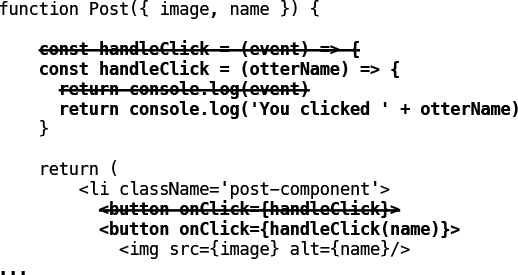 function Post({ image, name }) {
const handleClick = (event) => {
const handleClick = (otterName) => {
return console.log(event)
return console.log('You clicked ' + otterName)
}
return (
<li className='post-component'>
<button onClick={handleClick}>
<button onClick={handleClick(name)}>
<img src={image} alt={name}/>
...